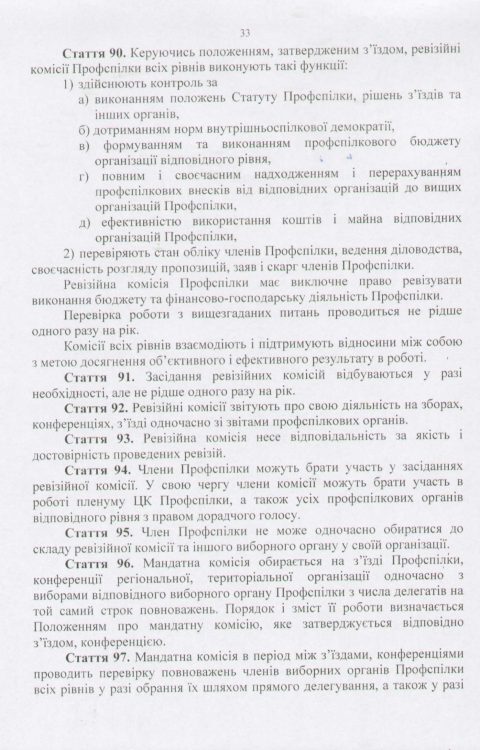 33
Стаття 90. Керуючись положенням, затвердженим з’їздом, ревізійні
комісії Профспілки всіх рівнів виконують такі функції:
1) здійснюють контроль за
а) виконанням положень Статуту Профспілки, рішень з’їздів та
інших органів,
б) дотриманням норм внутрішньоспілкової демократії,
в) формуванням та виконанням профспілкового бюджету
організації відповідного рівня,
г) повним і своєчасним надходженням і перерахуванням
профспілкових внесків від відповідних організацій до вищих
організацій Профспілки,
д) ефективністю використання коштів і майна відповідних
організацій Профспілки,
2) перевіряють стан обліку членів Профспілки, ведення діловодства,
своєчасність розгляду пропозицій, заяв і скарг членів Профспілки.
Ревізійна комісія Профспілки має виключне право ревізувати
виконання бюджету та фінансово-господарську діяльність Профспілки.
Перевірка роботи з вищезгаданих питань проводиться не рідше
одного разу на рік.
Комісії всіх рівнів взаємодіють і підтримують відносини між собою
з метою досягнення об’єктивного і ефективного результату в роботі.
Стаття 91. Засідання ревізійних комісій відбуваються у разі
необхідності, але не рідше одного разу на рік.
Стаття 92. Ревізійні комісії звітують про свою діяльність на зборах,
конференціях, з’їзді одночасно зі звітами профспілкових органів.
Стаття 93. Ревізійна комісія несе відповідальність за якість і
достовірність проведених ревізій.
Стаття 94. Члени Профспілки можуть брати участь у засіданнях
ревізійної комісії. У свою чергу члени комісії можуть брати участь в
роботі пленуму ЦК Профспілки, а також усіх профспілкових органів
відповідного рівня з правом дорадчого голосу.
Стаття 95. Член Профспілки не може одночасно обиратися до
складу ревізійної комісії та іншого виборного органу у своїй організації.
Стаття 96. Мандатна комісія обирається на з’їзді Профспілки,
конференції регіональної, територіальної організації одночасно з
виборами відповідного виборного органу Профспілки з числа делегатів на
той самий строк повноважень. Порядок і зміст її роботи визначається
Положенням про мандатну комісію, яке затверджується відповідно
з’їздом, конференцією.
Стаття 97. Мандатна комісія в період між з’їздами, конференціями
проводить перевірку повноважень членів виборних органів Профспілки
всіх рівнів у разі обрання їх шляхом прямого делегування, а також у разі